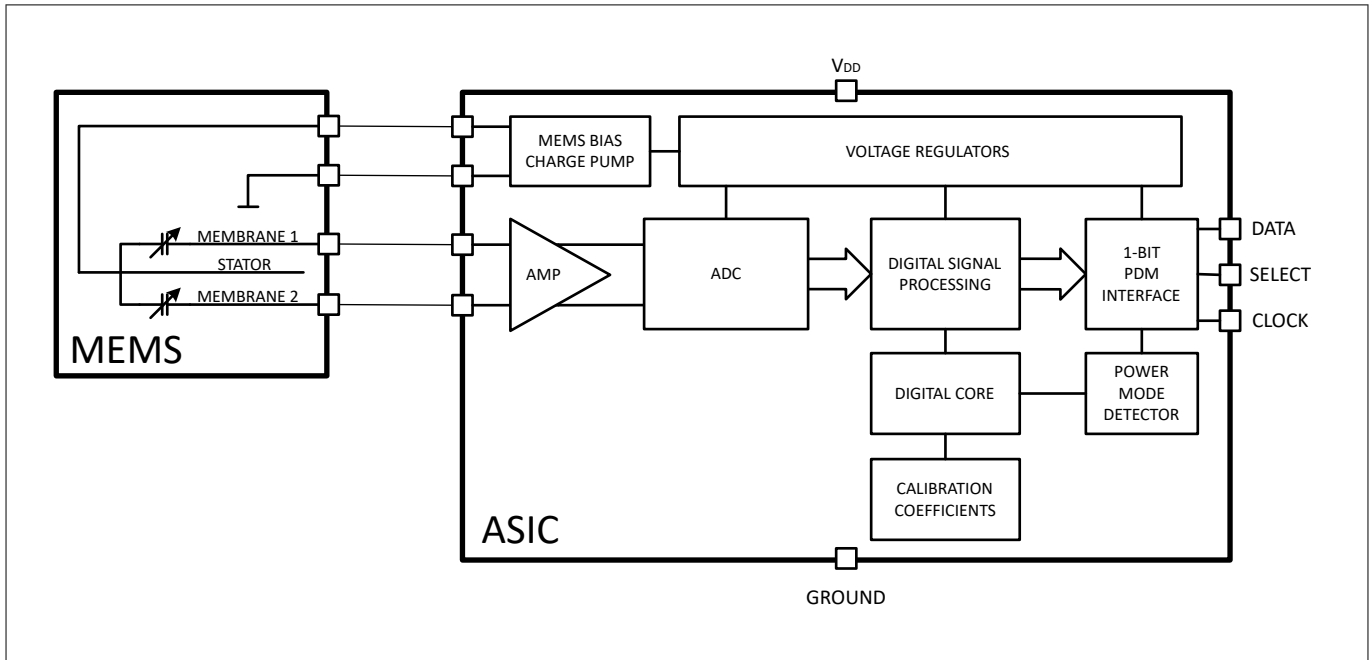 VDD
MEMS BIAS
CHARGE PUMP
VOLTAGE REGULATORS
MEMBRANE 1
STATOR
MEMBRANE 2
MEMS
AMP
ADC
DIGITAL SIGNAL
PROCESSING
1-BIT
PDM
INTERFACE
DATA
SELECT
CLOCK
DIGITAL CORE
POWER
MODE
DETECTOR
CALIBRATION
COEFFICIENTS
ASIC
GROUND